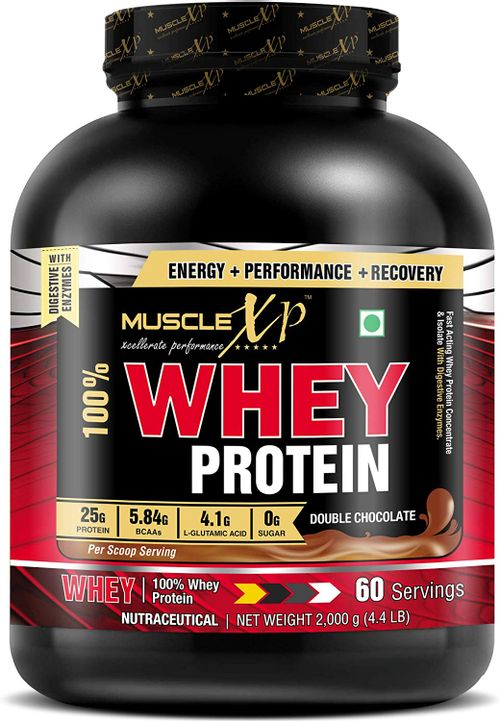 MUSCLE XP
DIGESTIVE WITH
ENZYMES
ENERGY + PERFORMANCE + RECOVERY
MUSCLE XP™
xcellerate performance
Fast Acting Whey Protein Concentrate
& Isolate With Digestive Enzymes.
100%
WHEY
PROTEIN
25G
PROTEIN
5.84G
BCAAs
4.1G
L-GLUTAMIC ACID
0G
SUGAR
DOUBLE CHOCOLATE
Per Scoop Serving
WHEY
100% Whey
Protein
60 Servings
NUTRACEUTICAL | NET WEIGHT 2,000 g (4.4 LB)